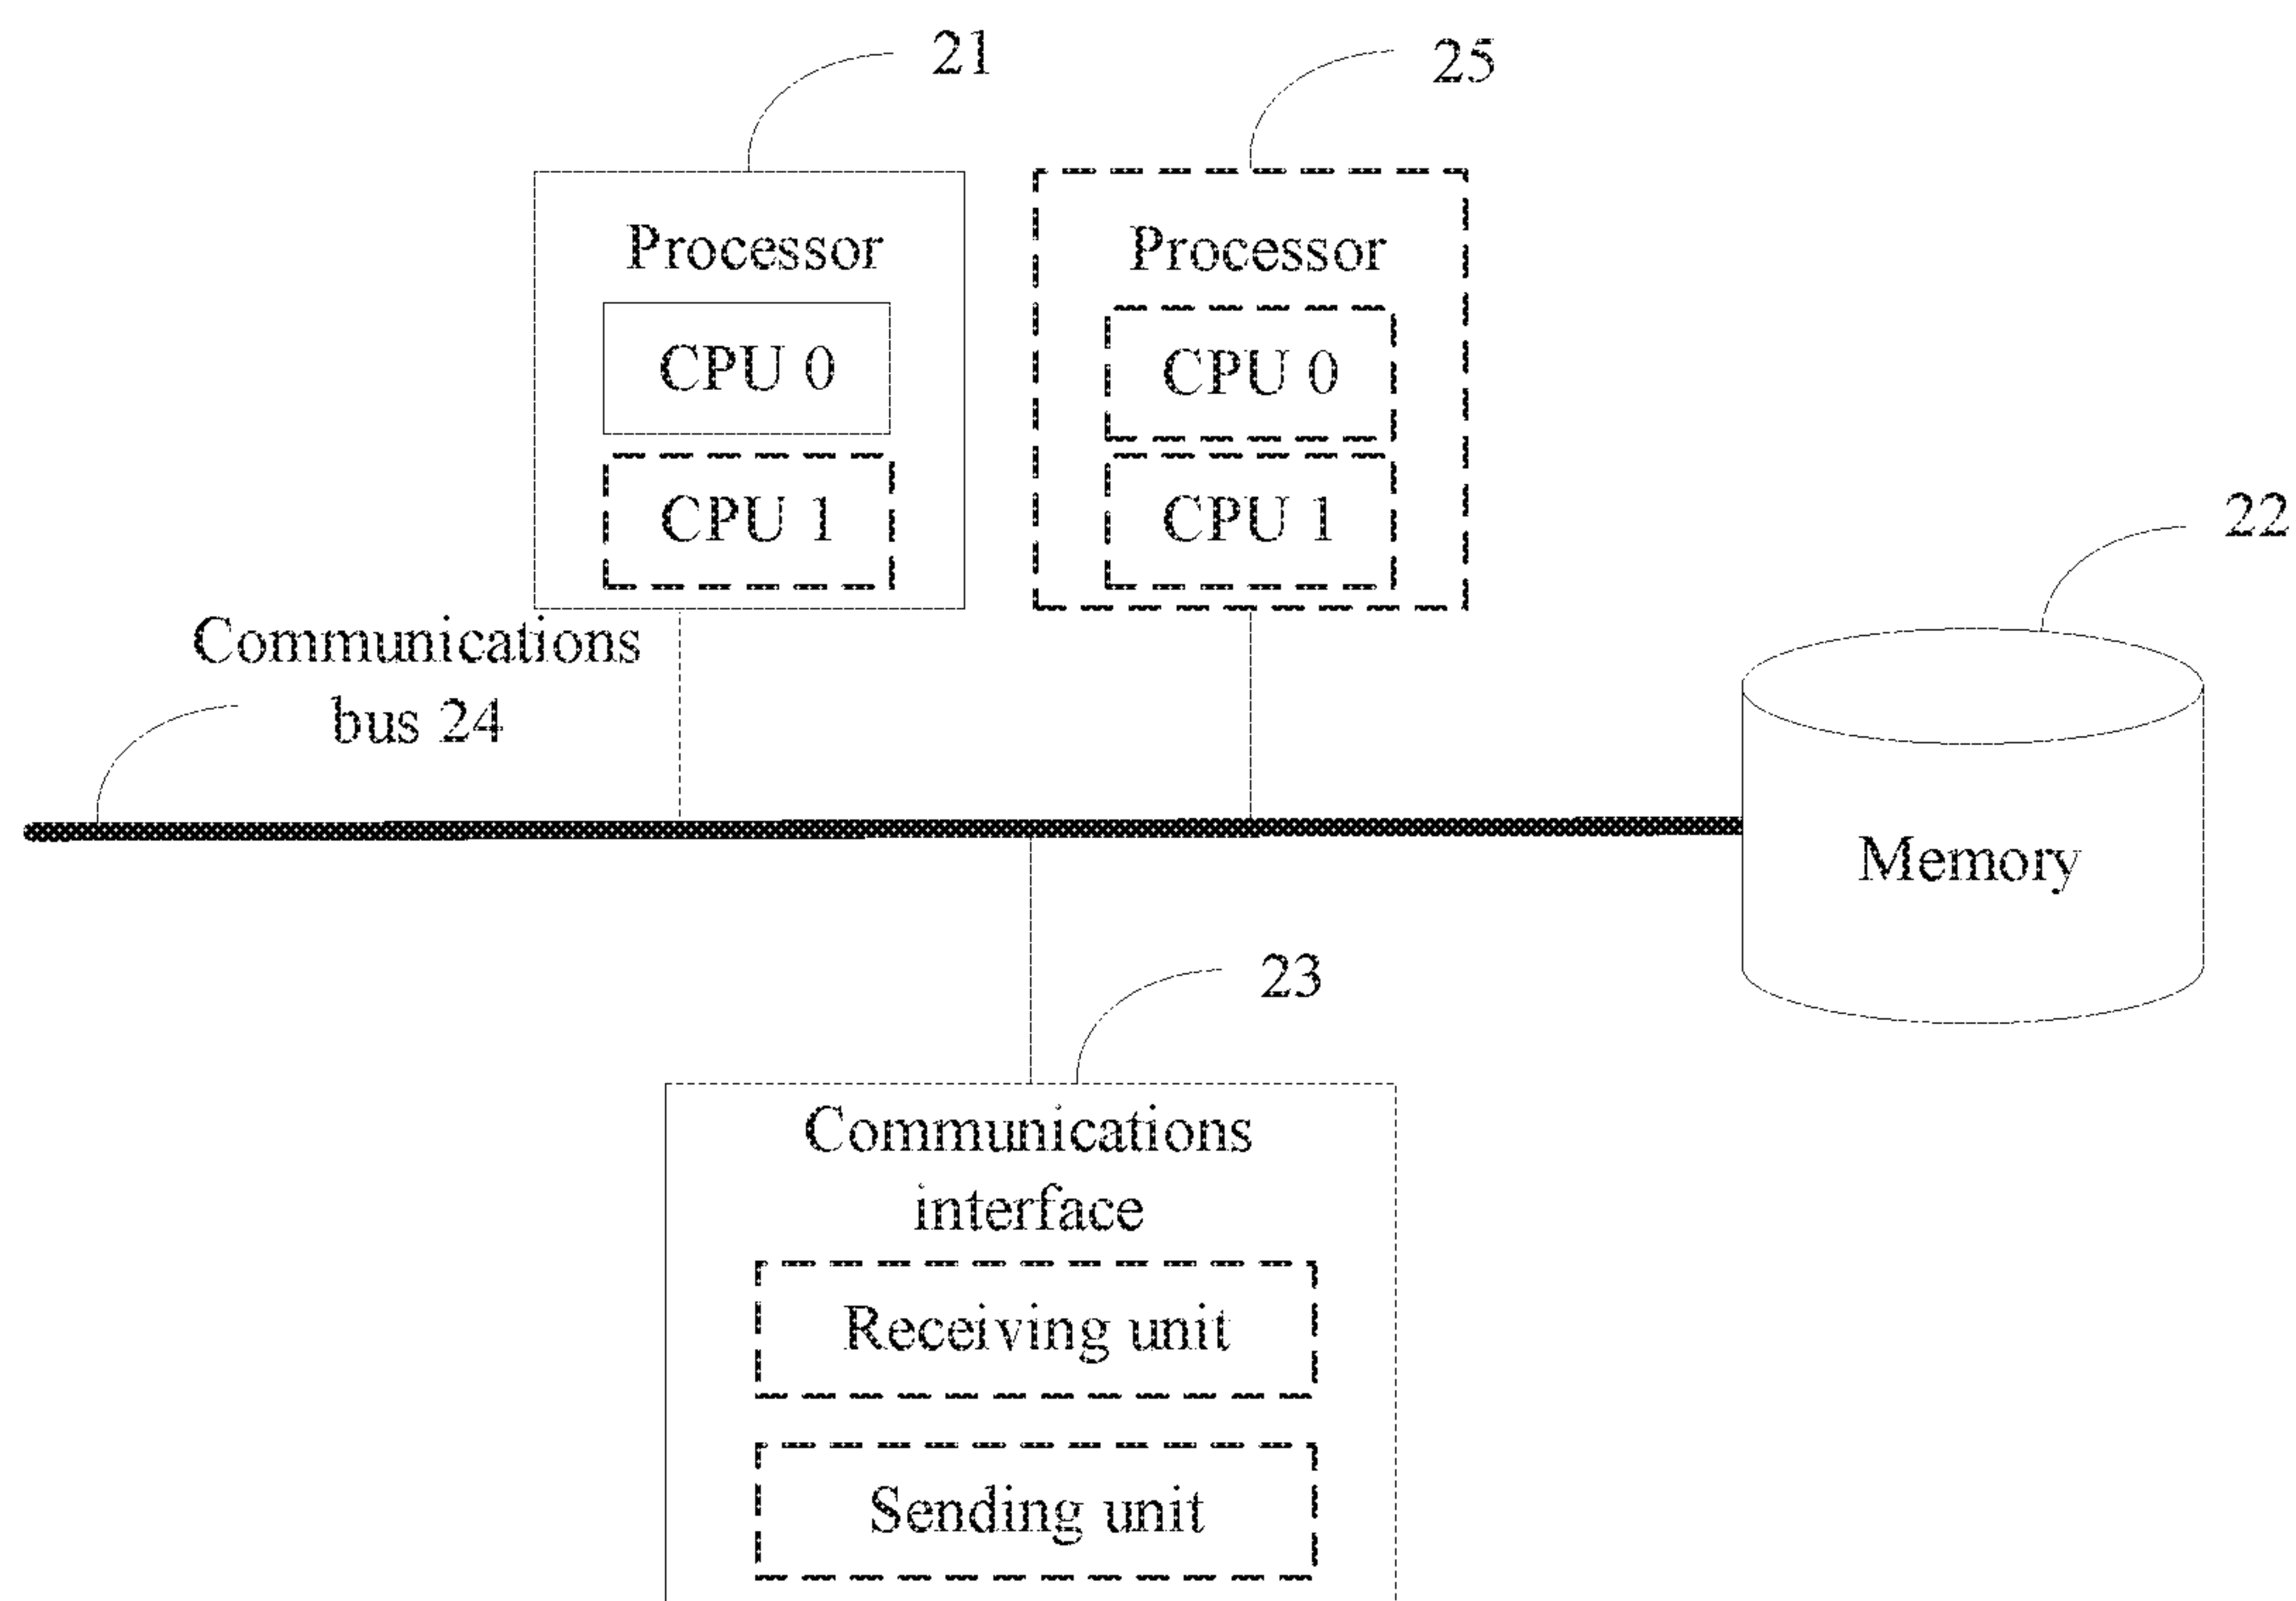 21
25
Processor
CPU 0
CPU 1
Processor
CPU 0
CPU 1
22
Communications
bus 24
Memory
23
Communications
interface
Receiving unit
Sending unit